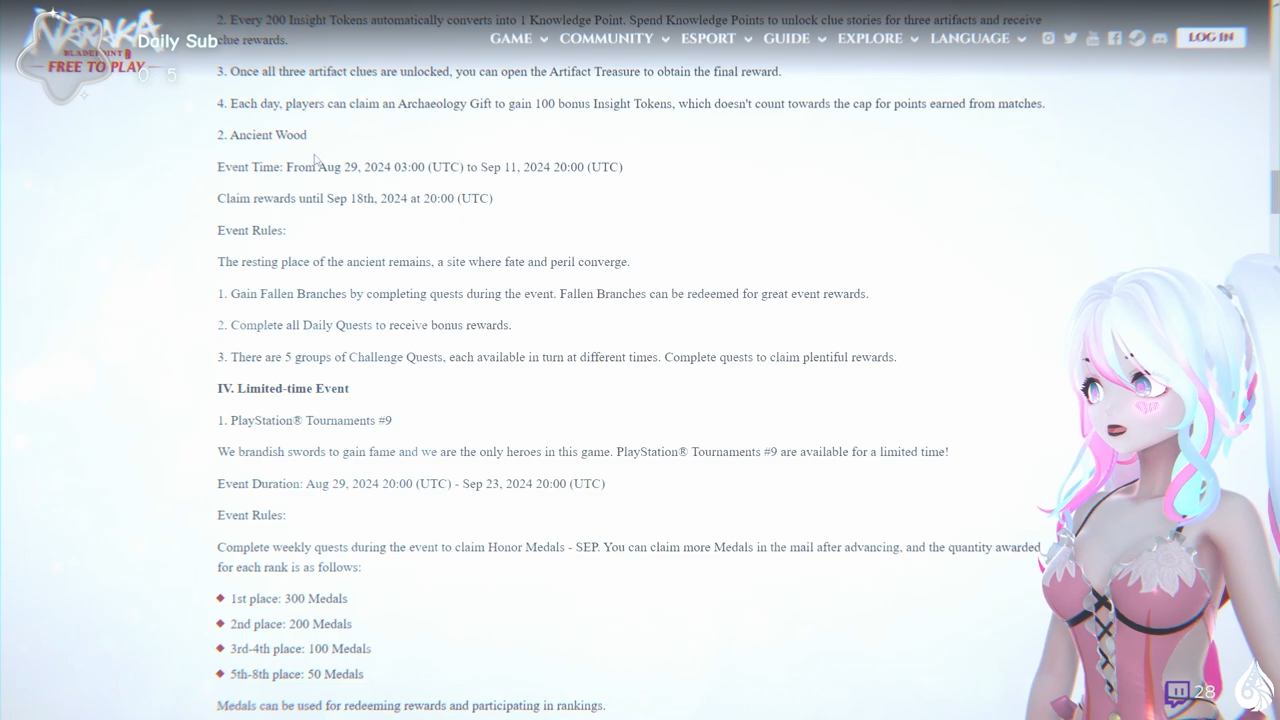 2. Every 200 Insight Tokens automatically converts into 1 Knowledge Point. Spend Knowledge Points to unlock clue stories for three artifacts and receive
clue rewards.
NARAKA
BLADEPOINT
FREE TO PLAY
Daily Sub
0 5
GAME COMMUNITY ESPORT GUIDE EXPLORE LANGUAGE LOG IN
3. Once all three artifact clues are unlocked, you can open the Artifact Treasure to obtain the final reward.
4. Each day, players can claim an Archaeology Gift to gain 100 bonus Insight Tokens, which doesn't count towards the cap for points earned from matches.
2. Ancient Wood
Event Time: From Aug 29, 2024 03:00 (UTC) to Sep 11, 2024 20:00 (UTC)
Claim rewards until Sep 18th, 2024 at 20:00 (UTC)
Event Rules:
The resting place of the ancient remains, a site where fate and peril converge.
1. Gain Fallen Branches by completing quests during the event. Fallen Branches can be redeemed for great event rewards.
2. Complete all Daily Quests to receive bonus rewards.
3. There are 5 groups of Challenge Quests, each available in turn at different times. Complete quests to claim plentiful rewards.
IV. Limited-time Event
1. PlayStation® Tournaments #9
We brandish swords to gain fame and we are the only heroes in this game. PlayStation® Tournaments #9 are available for a limited time!
Event Duration: Aug 29, 2024 20:00 (UTC) - Sep 23, 2024 20:00 (UTC)
Event Rules:
Complete weekly quests during the event to claim Honor Medals - SEP. You can claim more Medals in the mail after advancing, and the quantity awarded
for each rank is as follows:
1st place: 300 Medals
2nd place: 200 Medals
3rd-4th place: 100 Medals
5th-8th place: 50 Medals
Medals can be used for redeeming rewards and participating in rankings.
28